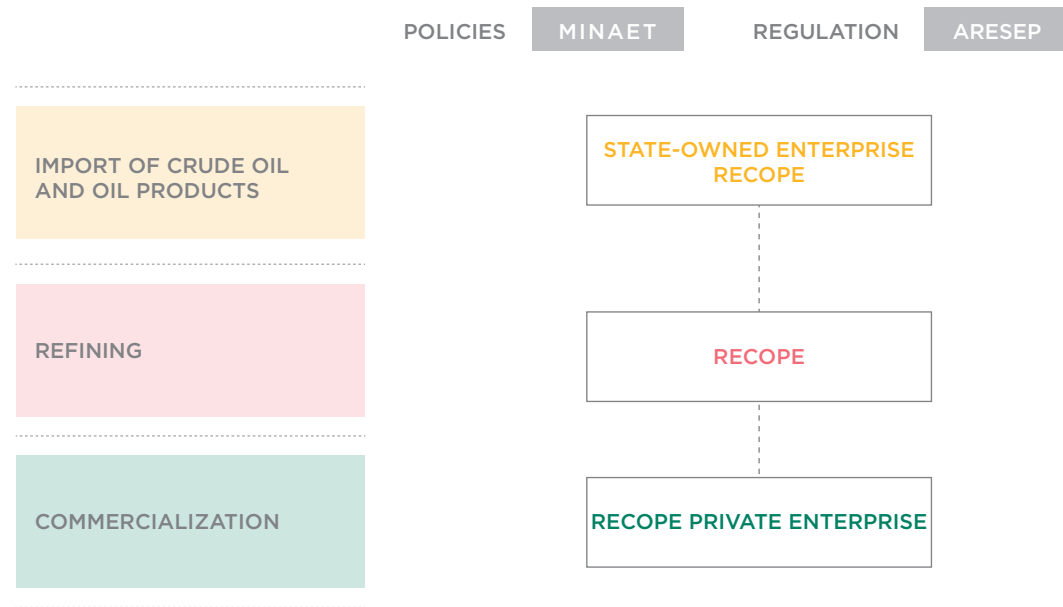 POLICIES MINAET REGULATION ARESEP
IMPORT OF CRUDE OIL
AND OIL PRODUCTS
STATE-OWNED ENTERPRISE
RECOPE
REFINING
RECOPE
COMMERCIALIZATION
RECOPE PRIVATE ENTERPRISE